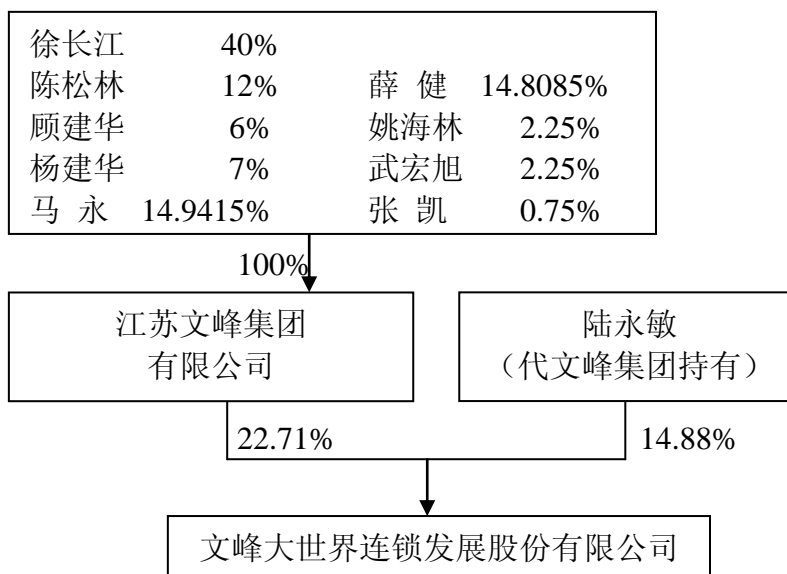 徐长江 40%
陈松林 12% 薛 健 14.8085%
顾建华 6% 姚海林 2.25%
杨建华 7% 武宏旭 2.25%
马 永 14.9415% 张 凯 0.75%
100%
江苏文峰集团
有限公司
陆永敏
（代文峰集团持有）
22.71% 14.88%
文峰大世界连锁发展股份有限公司